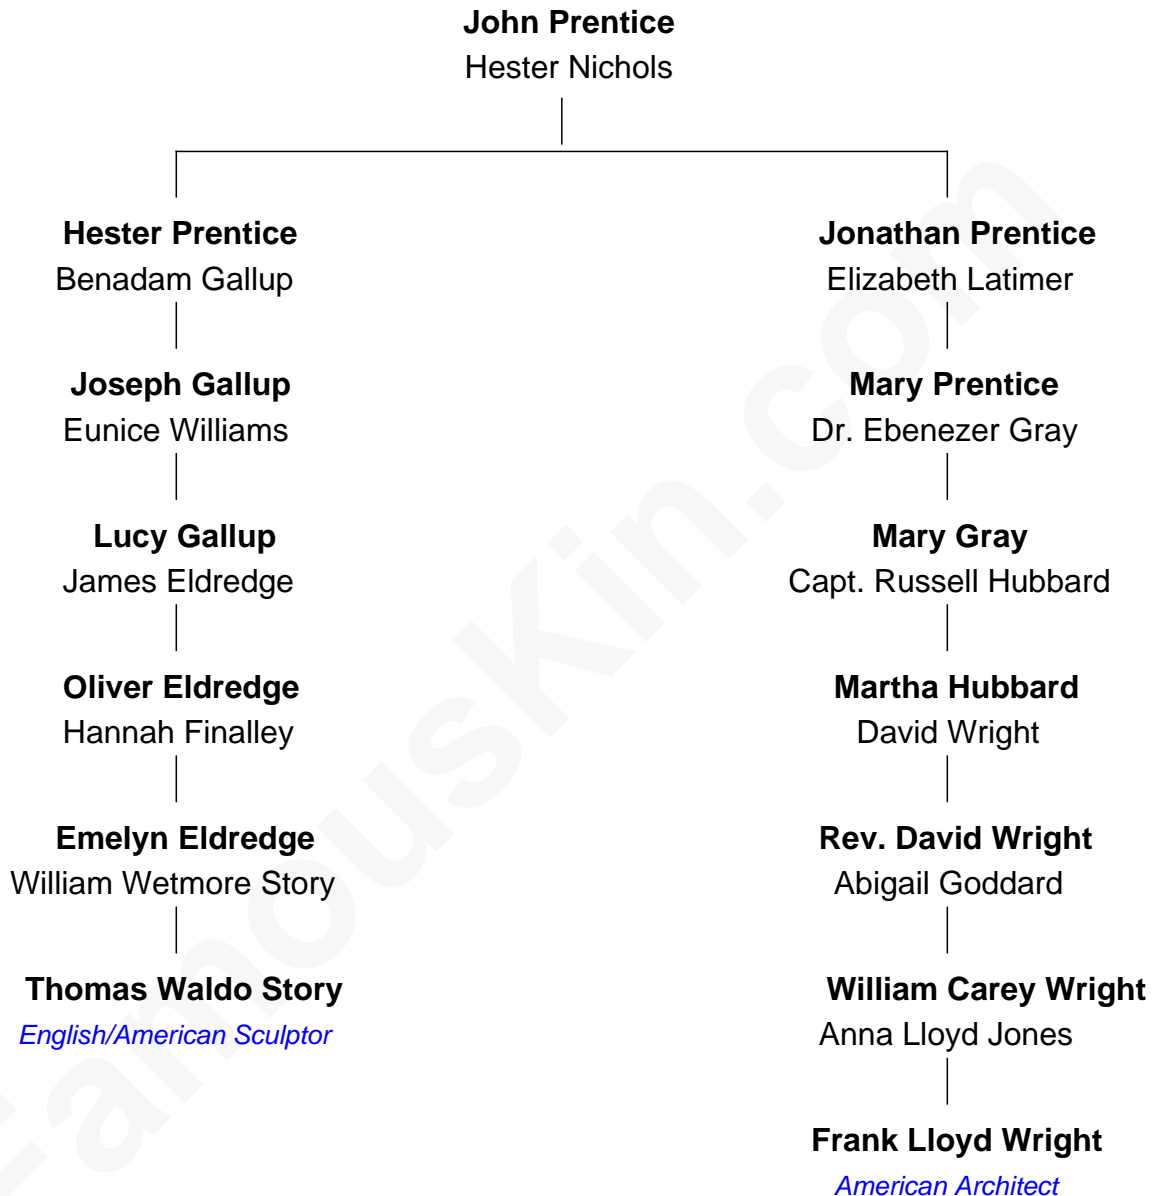 John Prentice
Hester Nichols
Hester Prentice
Benadam Gallup
Joseph Gallup
Eunice Williams
Lucy Gallup
James Eldredge
Oliver Eldredge
Hannah Finalley
Emelyn Eldredge
William Wetmore Story
Thomas Waldo Story
English/American Sculptor
Jonathan Prentice
Elizabeth Latimer
Mary Prentice
Dr. Ebenezer Gray
Mary Gray
Capt. Russell Hubbard
Martha Hubbard
David Wright
Rev. David Wright
Abigail Goddard
William Carey Wright
Anna Lloyd Jones
Frank Lloyd Wright
American Architect
FamousKin.com